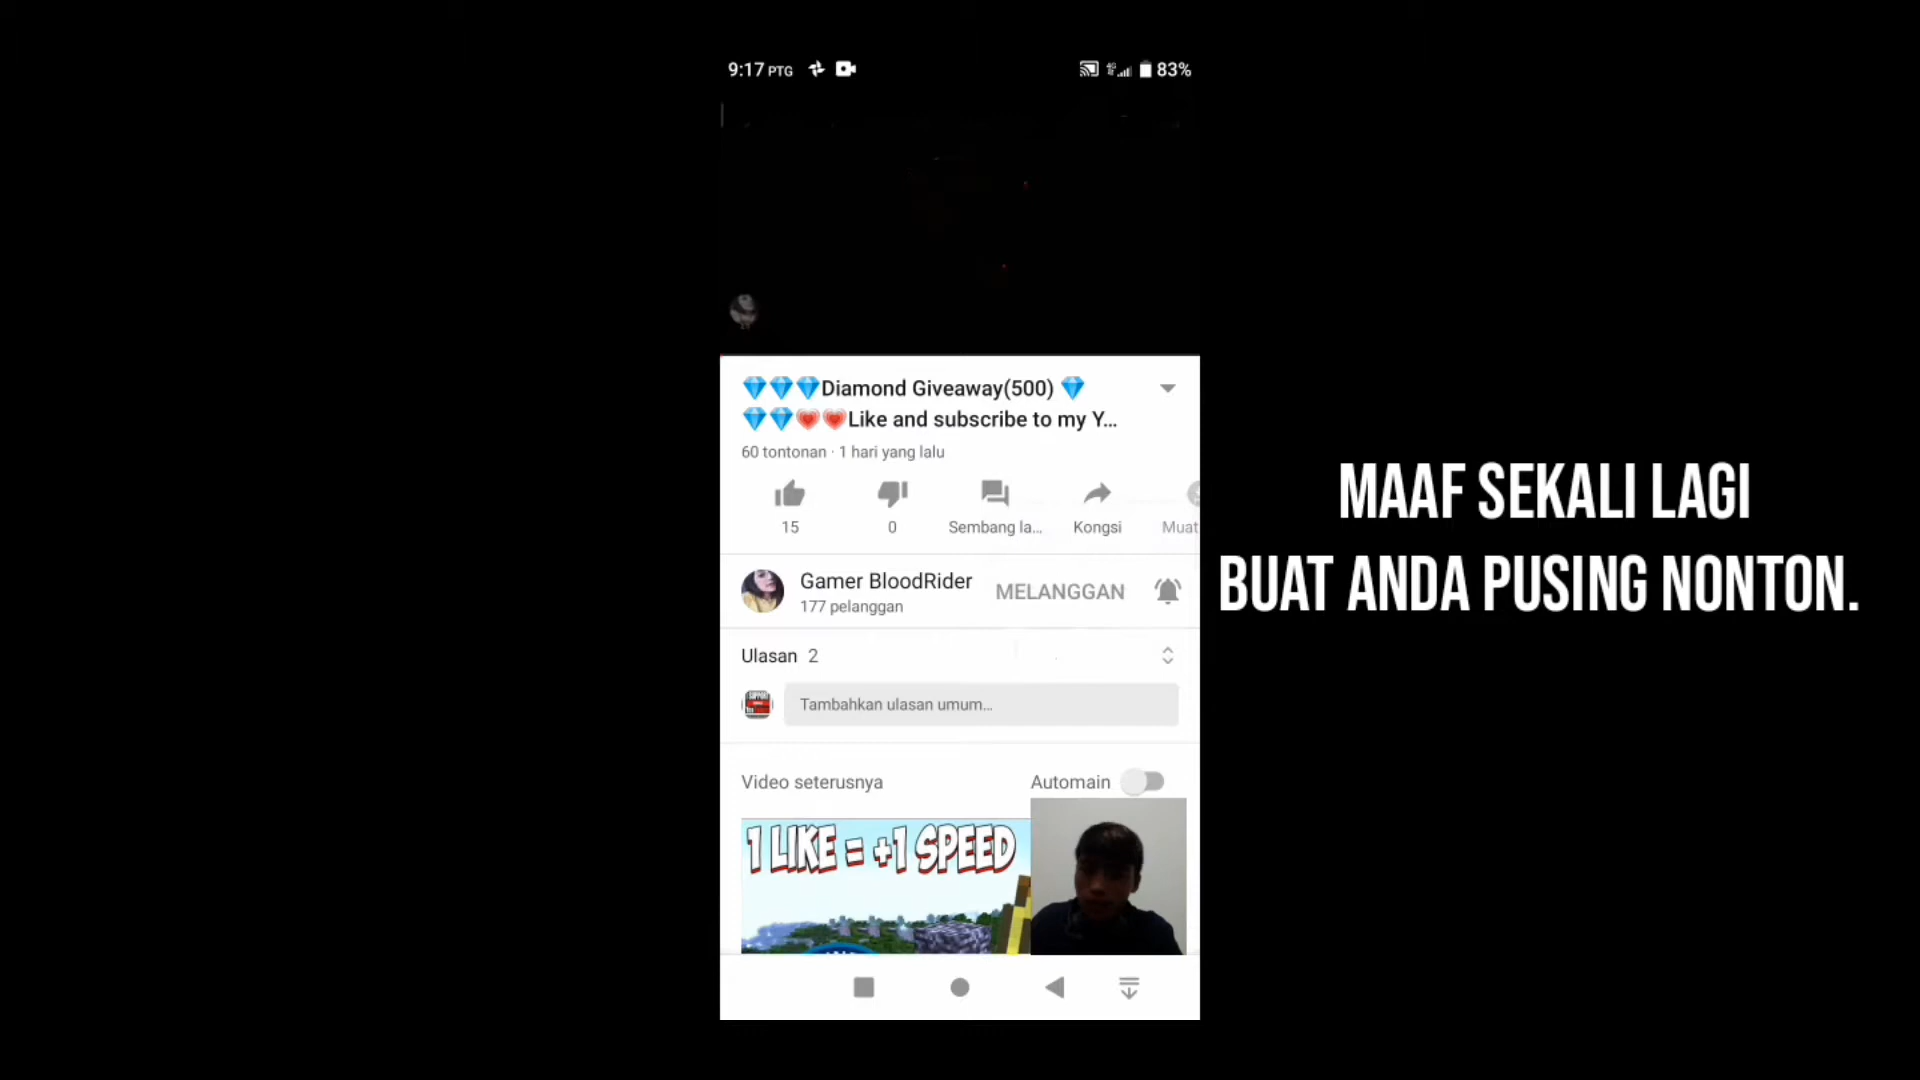 9:17 PTG 83%
💎💎💎Diamond Giveaway(500) 💎
💎💎💗💗Like and subscribe to my Y...
60 tontonan · 1 hari yang lalu
15 0 Sembang la... Kongsi Muat
Gamer BloodRider
177 pelanggan
MELANGGAN
Ulasan 2
Tambahkan ulasan umum...
Video seterusnya Automain
1 LIKE = +1 SPEED
MAAF SEKALI LAGI
BUAT ANDA PUSING NONTON.